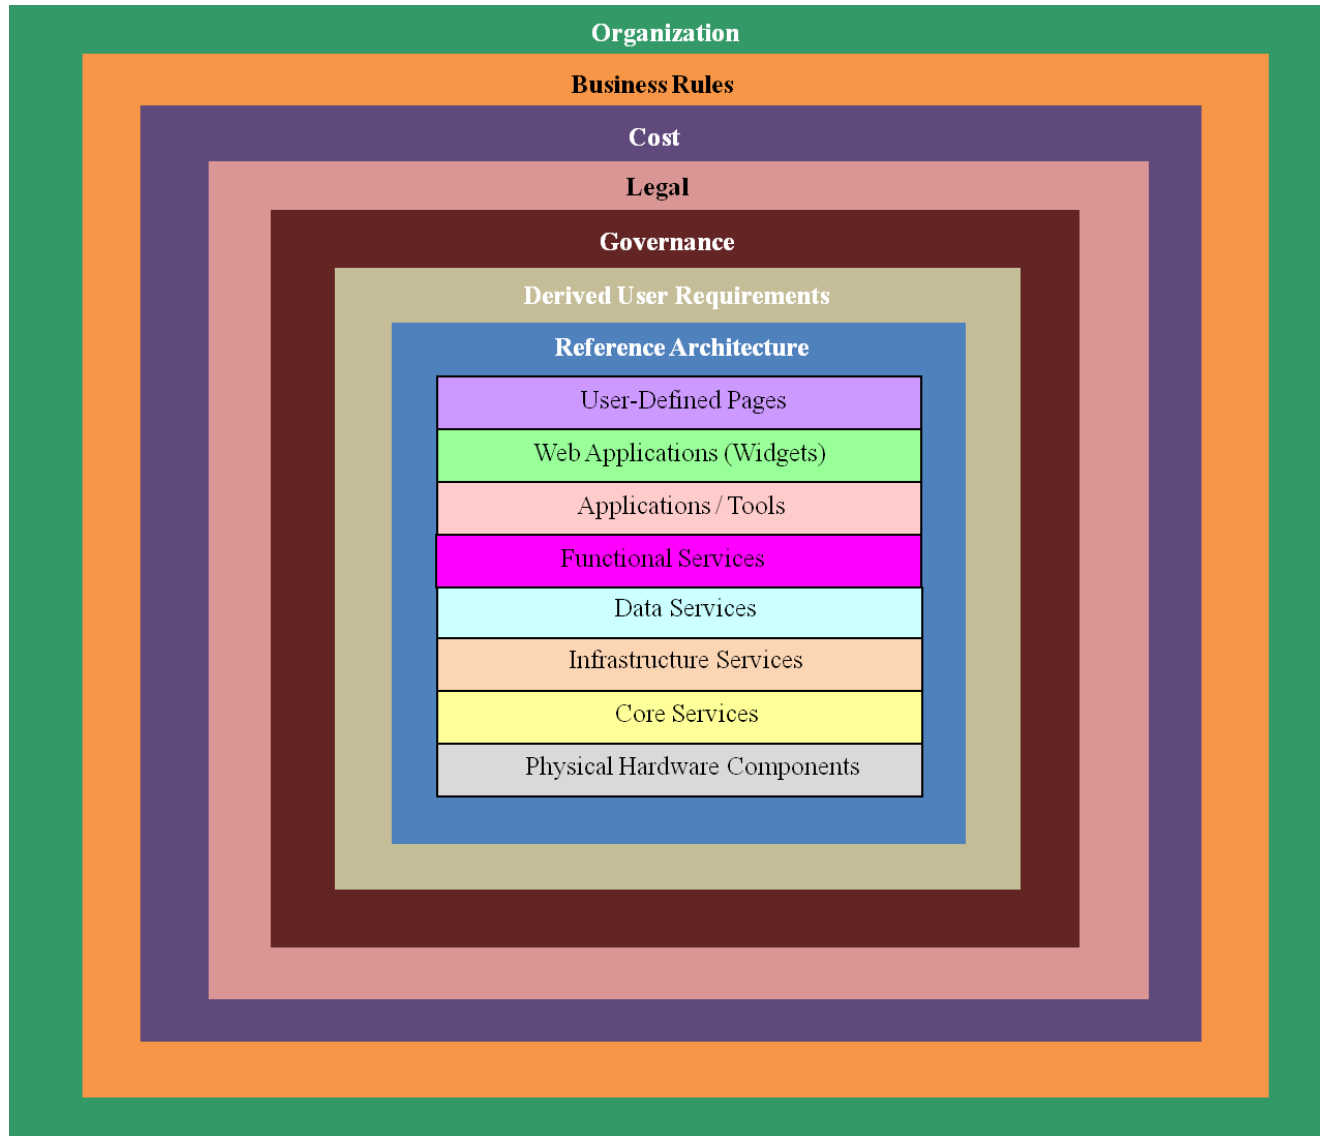 Organization
Business Rules
Cost
Legal
Governance
Derived User Requirements
Reference Architecture
User-Defined Pages
Web Applications (Widgets)
Applications / Tools
Functional Services
Data Services
Infrastructure Services
Core Services
Physical Hardware Components